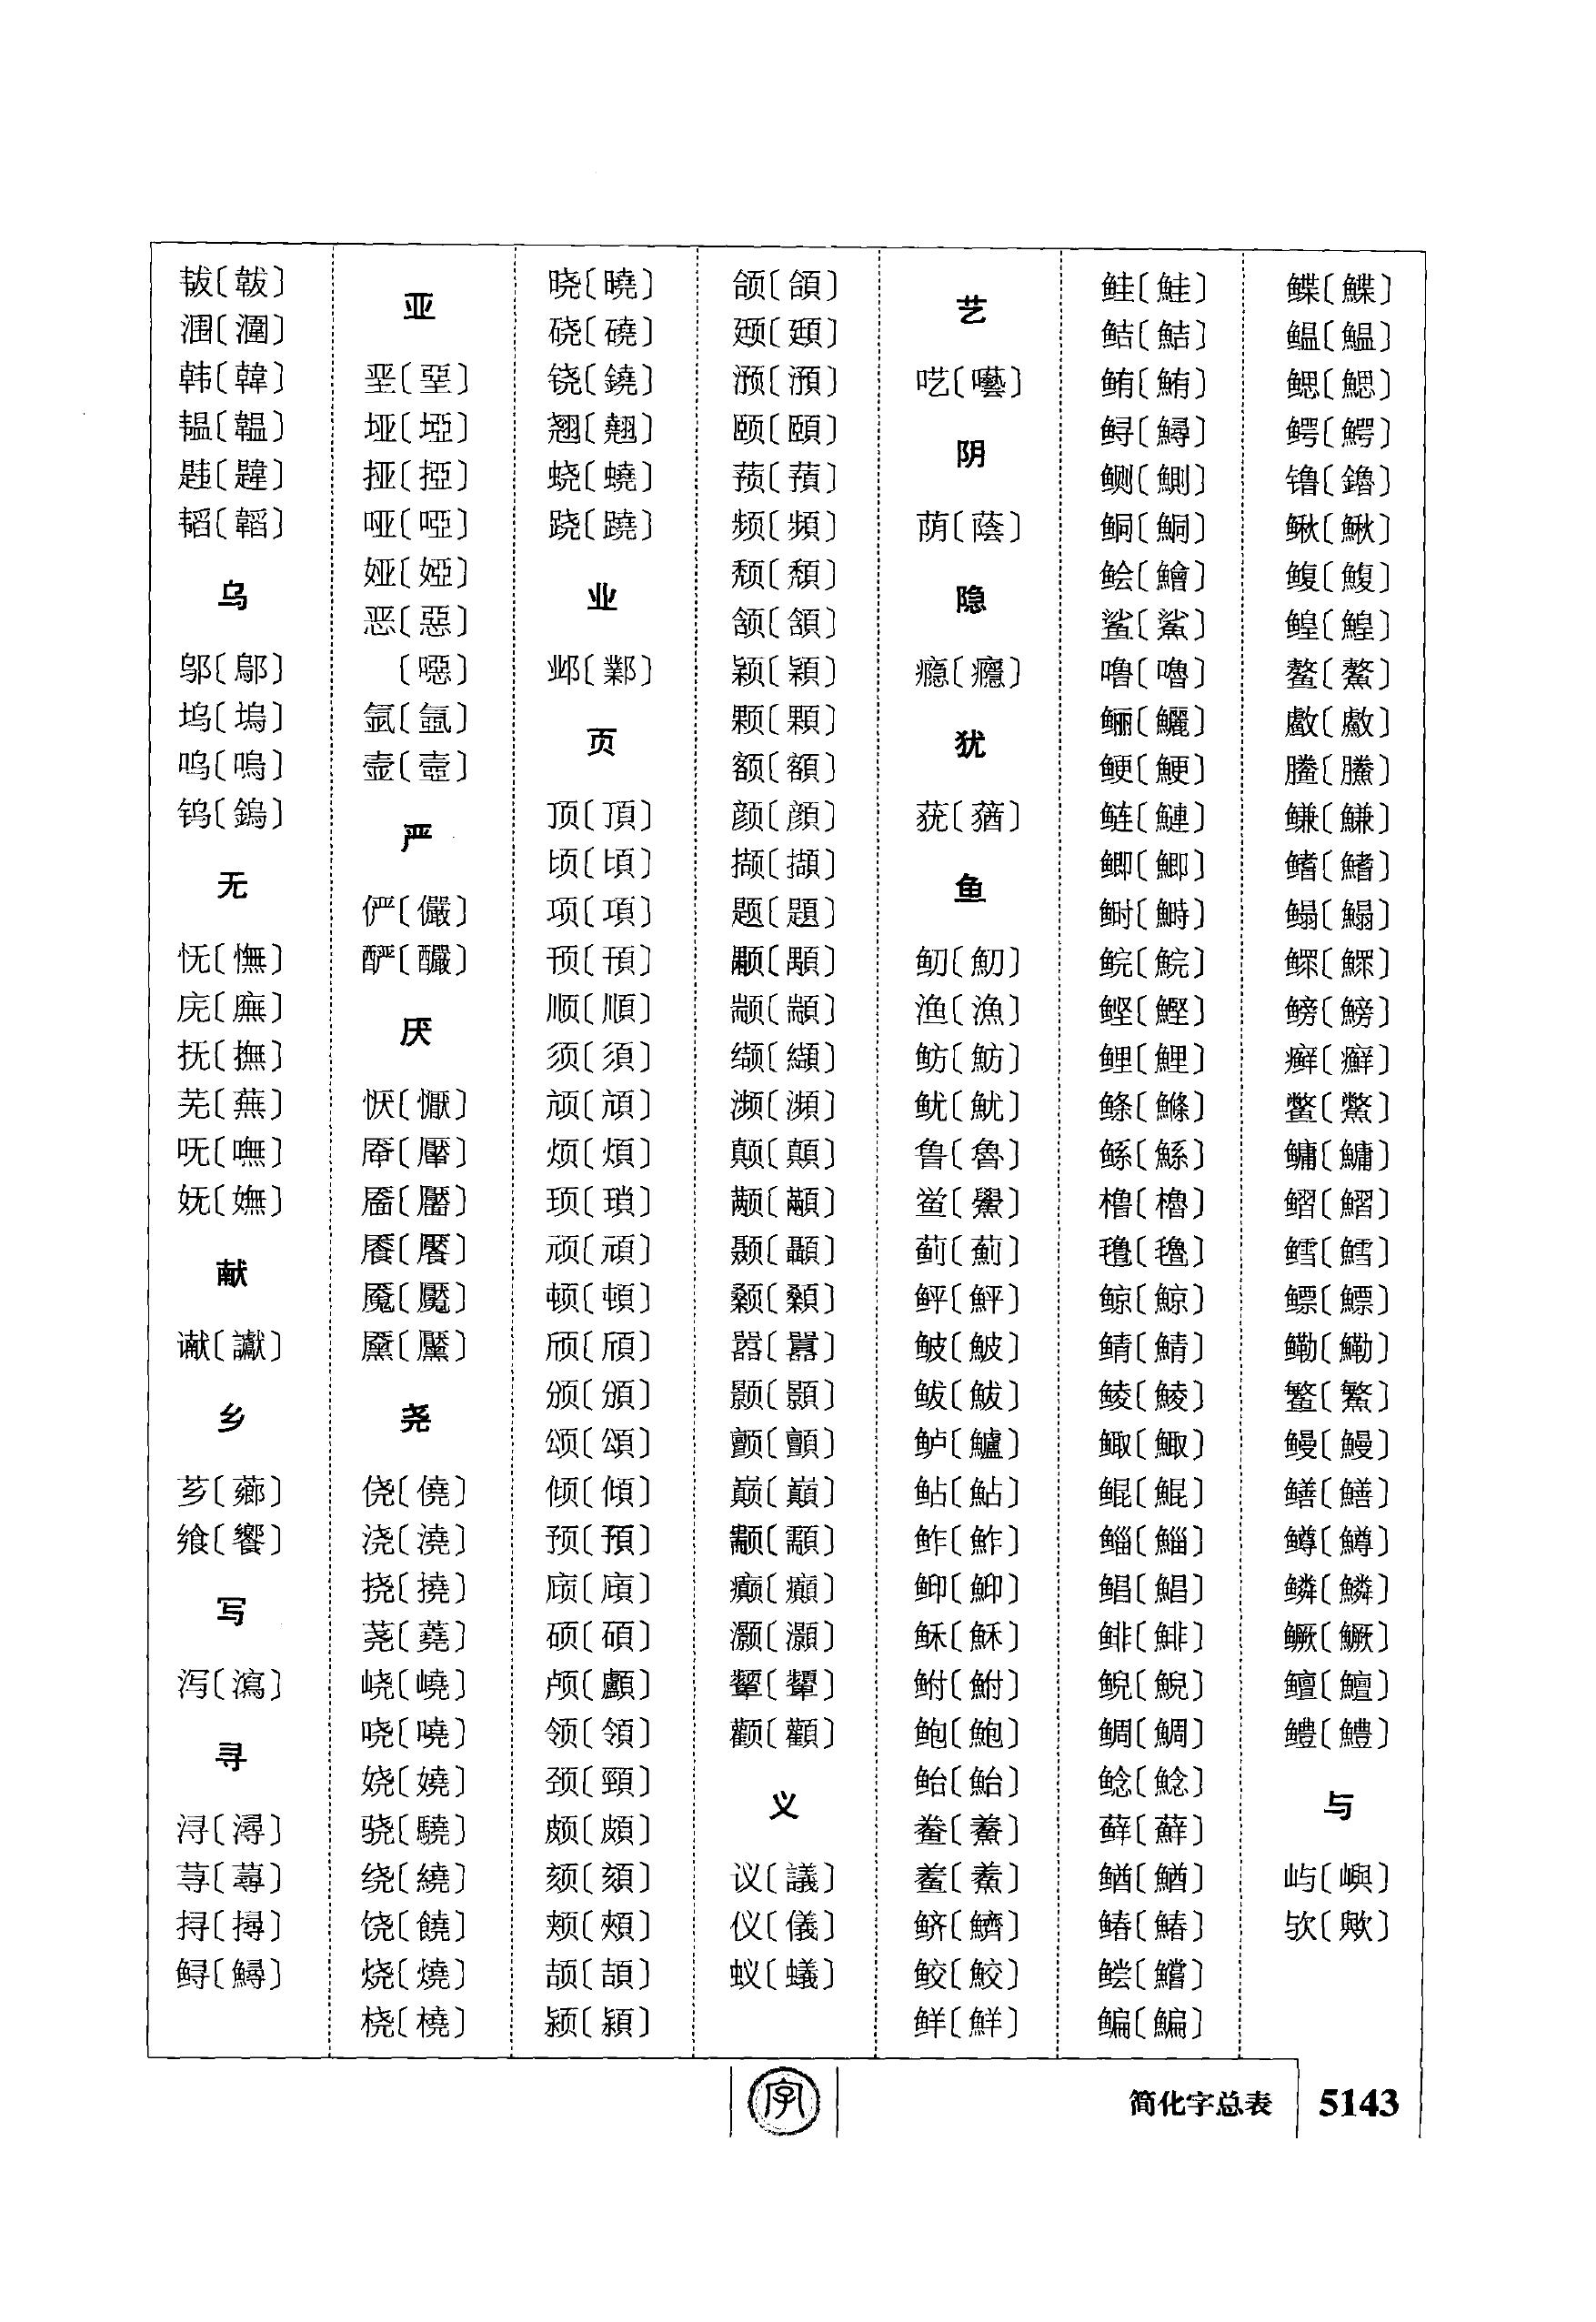 韨〔韍〕
涠〔潿〕
韩〔韓〕
韫〔韞〕
韪〔韙〕
韬〔韜〕
乌
邬〔鄔〕
坞〔塢〕
呜〔嗚〕
钨〔鎢〕
无
怃〔憮〕
庑〔廡〕
抚〔撫〕
芜〔蕪〕
呒〔嘸〕
妩〔嫵〕
献
谳〔讞〕
乡
芗〔薌〕
飨〔饗〕
写
泻〔瀉〕
寻
浔〔潯〕
荨〔蕁〕
挦〔撏〕
鲟〔鱘〕
亚
垩〔堊〕
垭〔埡〕
挜〔掗〕
哑〔啞〕
娅〔婭〕
恶〔惡〕
〔噁〕
氩〔氬〕
壶〔壺〕
严
俨〔儼〕
酽〔釅〕
厌
恹〔懨〕
厣〔厴〕
靥〔靨〕
餍〔饜〕
魇〔魘〕
黡〔黶〕
尧
侥〔僥〕
浇〔澆〕
挠〔撓〕
荛〔蕘〕
峣〔嶢〕
哓〔嘵〕
娆〔嬈〕
骁〔驍〕
绕〔繞〕
饶〔饒〕
烧〔燒〕
桡〔橈〕
晓〔曉〕
硗〔磽〕
铙〔鐃〕
翘〔翹〕
蛲〔蟯〕
跷〔蹺〕
业
邺〔鄴〕
页
顶〔頂〕
顷〔頃〕
项〔項〕
顸〔頇〕
顺〔順〕
须〔須〕
颃〔頏〕
烦〔煩〕
琐〔瑣〕
顽〔頑〕
顿〔頓〕
颀〔頎〕
颁〔頒〕
颂〔頌〕
倾〔傾〕
预〔預〕
庼〔廎〕
硕〔碩〕
颅〔顱〕
领〔領〕
颈〔頸〕
颇〔頗〕
颏〔頦〕
颊〔頰〕
颉〔頡〕
颍〔潁〕
颌〔頜〕
颋〔頲〕
滪〔澦〕
颐〔頤〕
蓣〔蕷〕
频〔頻〕
颓〔頹〕
颔〔頷〕
颖〔穎〕
颗〔顆〕
额〔額〕
颜〔顏〕
撷〔擷〕
题〔題〕
颙〔顒〕
颛〔顓〕
缬〔纈〕
濒〔瀕〕
颠〔顛〕
颟〔顢〕
颞〔顳〕
颡〔顙〕
嚣〔囂〕
颢〔顥〕
颤〔顫〕
巅〔巔〕
颥〔顬〕
癫〔癲〕
灏〔灝〕
颦〔顰〕
颧〔顴〕
义
议〔議〕
仪〔儀〕
蚁〔蟻〕
艺
呓〔囈〕
阴
荫〔蔭〕
隐
瘾〔癮〕
犹
莸〔蕕〕
鱼
鱽〔魛〕
渔〔漁〕
鲂〔魴〕
鱿〔魷〕
鲁〔魯〕
鲎〔鱟〕
蓟〔薊〕
鲆〔鮃〕
鲏〔鮍〕
鲅〔鮁〕
鲈〔鱸〕
鲇〔鮎〕
鲊〔鮓〕
䲟〔鮣〕
稣〔穌〕
鲋〔鮒〕
鲍〔鮑〕
鲐〔鮐〕
鲞〔鯗〕
鲝〔鮺〕
鲚〔鱭〕
鲛〔鮫〕
鲜〔鮮〕
鲑〔鮭〕
鲒〔鮚〕
鲔〔鮪〕
鲟〔鱘〕
鲗〔鰂〕
鲖〔鮦〕
鲙〔鱠〕
鲨〔鯊〕
噜〔嚕〕
鲡〔鱺〕
鲠〔鯁〕
鲢〔鰱〕
鲫〔鯽〕
鲥〔鰣〕
鲩〔鯇〕
鲣〔鰹〕
鲤〔鯉〕
鲦〔鰷〕
鲧〔鯀〕
橹〔櫓〕
氇〔氌〕
鲸〔鯨〕
鲭〔鯖〕
鲮〔鯪〕
鲰〔鯫〕
鲲〔鯤〕
鲻〔鯔〕
鲳〔鯧〕
鲱〔鯡〕
鲵〔鯢〕
鲷〔鯛〕
鲶〔鯰〕
藓〔蘚〕
䲡〔鰌〕
䲠〔鰆〕
鲿〔鱨〕
鳊〔鯿〕
鲽〔鰈〕
鳁〔鰛〕
鳃〔鰓〕
鳄〔鰐〕
镥〔鑥〕
鳅〔鰍〕
鳆〔鰒〕
鳇〔鰉〕
鳌〔鰲〕
𣁋〔𣁋〕
䲢〔鰧〕
鳒〔鰜〕
鳍〔鰭〕
鳎〔鰨〕
鳏〔鰥〕
鳑〔鰟〕
癣〔癬〕
鳖〔鱉〕
鳙〔鱅〕
鳛〔鰼〕
鳕〔鱈〕
鳔〔鰾〕
鳓〔鰳〕
鳘〔鰵〕
鳗〔鰻〕
鳝〔鱔〕
鳟〔鱒〕
鳞〔鱗〕
鳜〔鱖〕
鳣〔鱣〕
鳢〔鱧〕
与
屿〔嶼〕
欤〔歟〕
字
简化字总表 5143